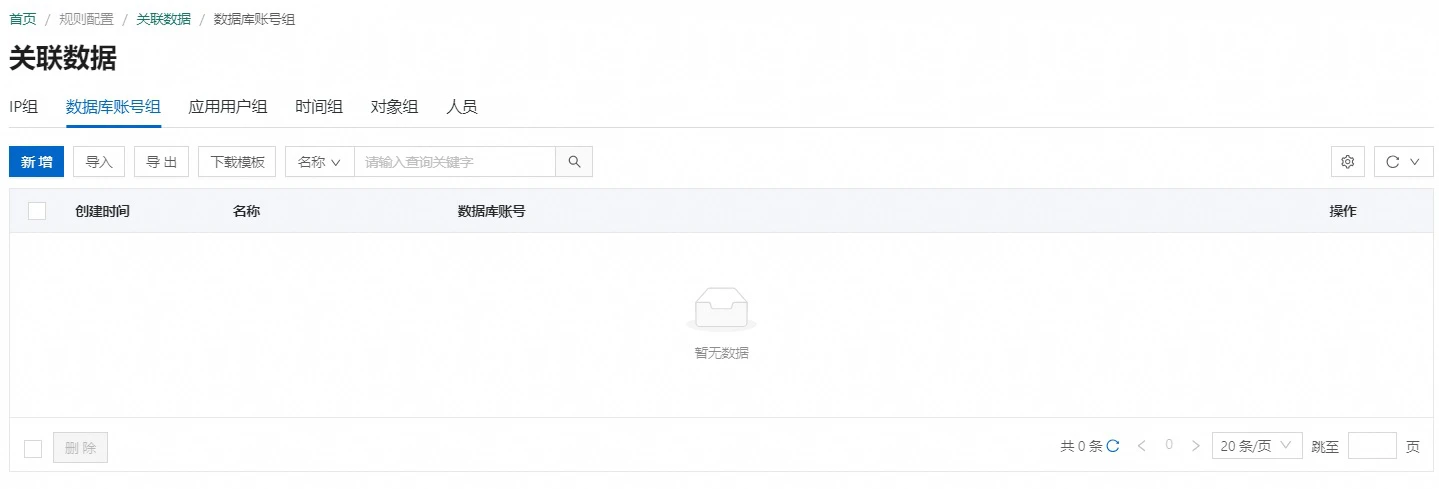 首页 / 规则配置 / 关联数据 / 数据库账号组
关联数据
IP组 数据库账号组 应用用户组 时间组 对象组 人员
新增 导入 导出 下载模板 名称 请输入查询关键字
创建时间 名称 数据库账号 操作
暂无数据
删除 共 0 条 0 20 条/页 跳至 页